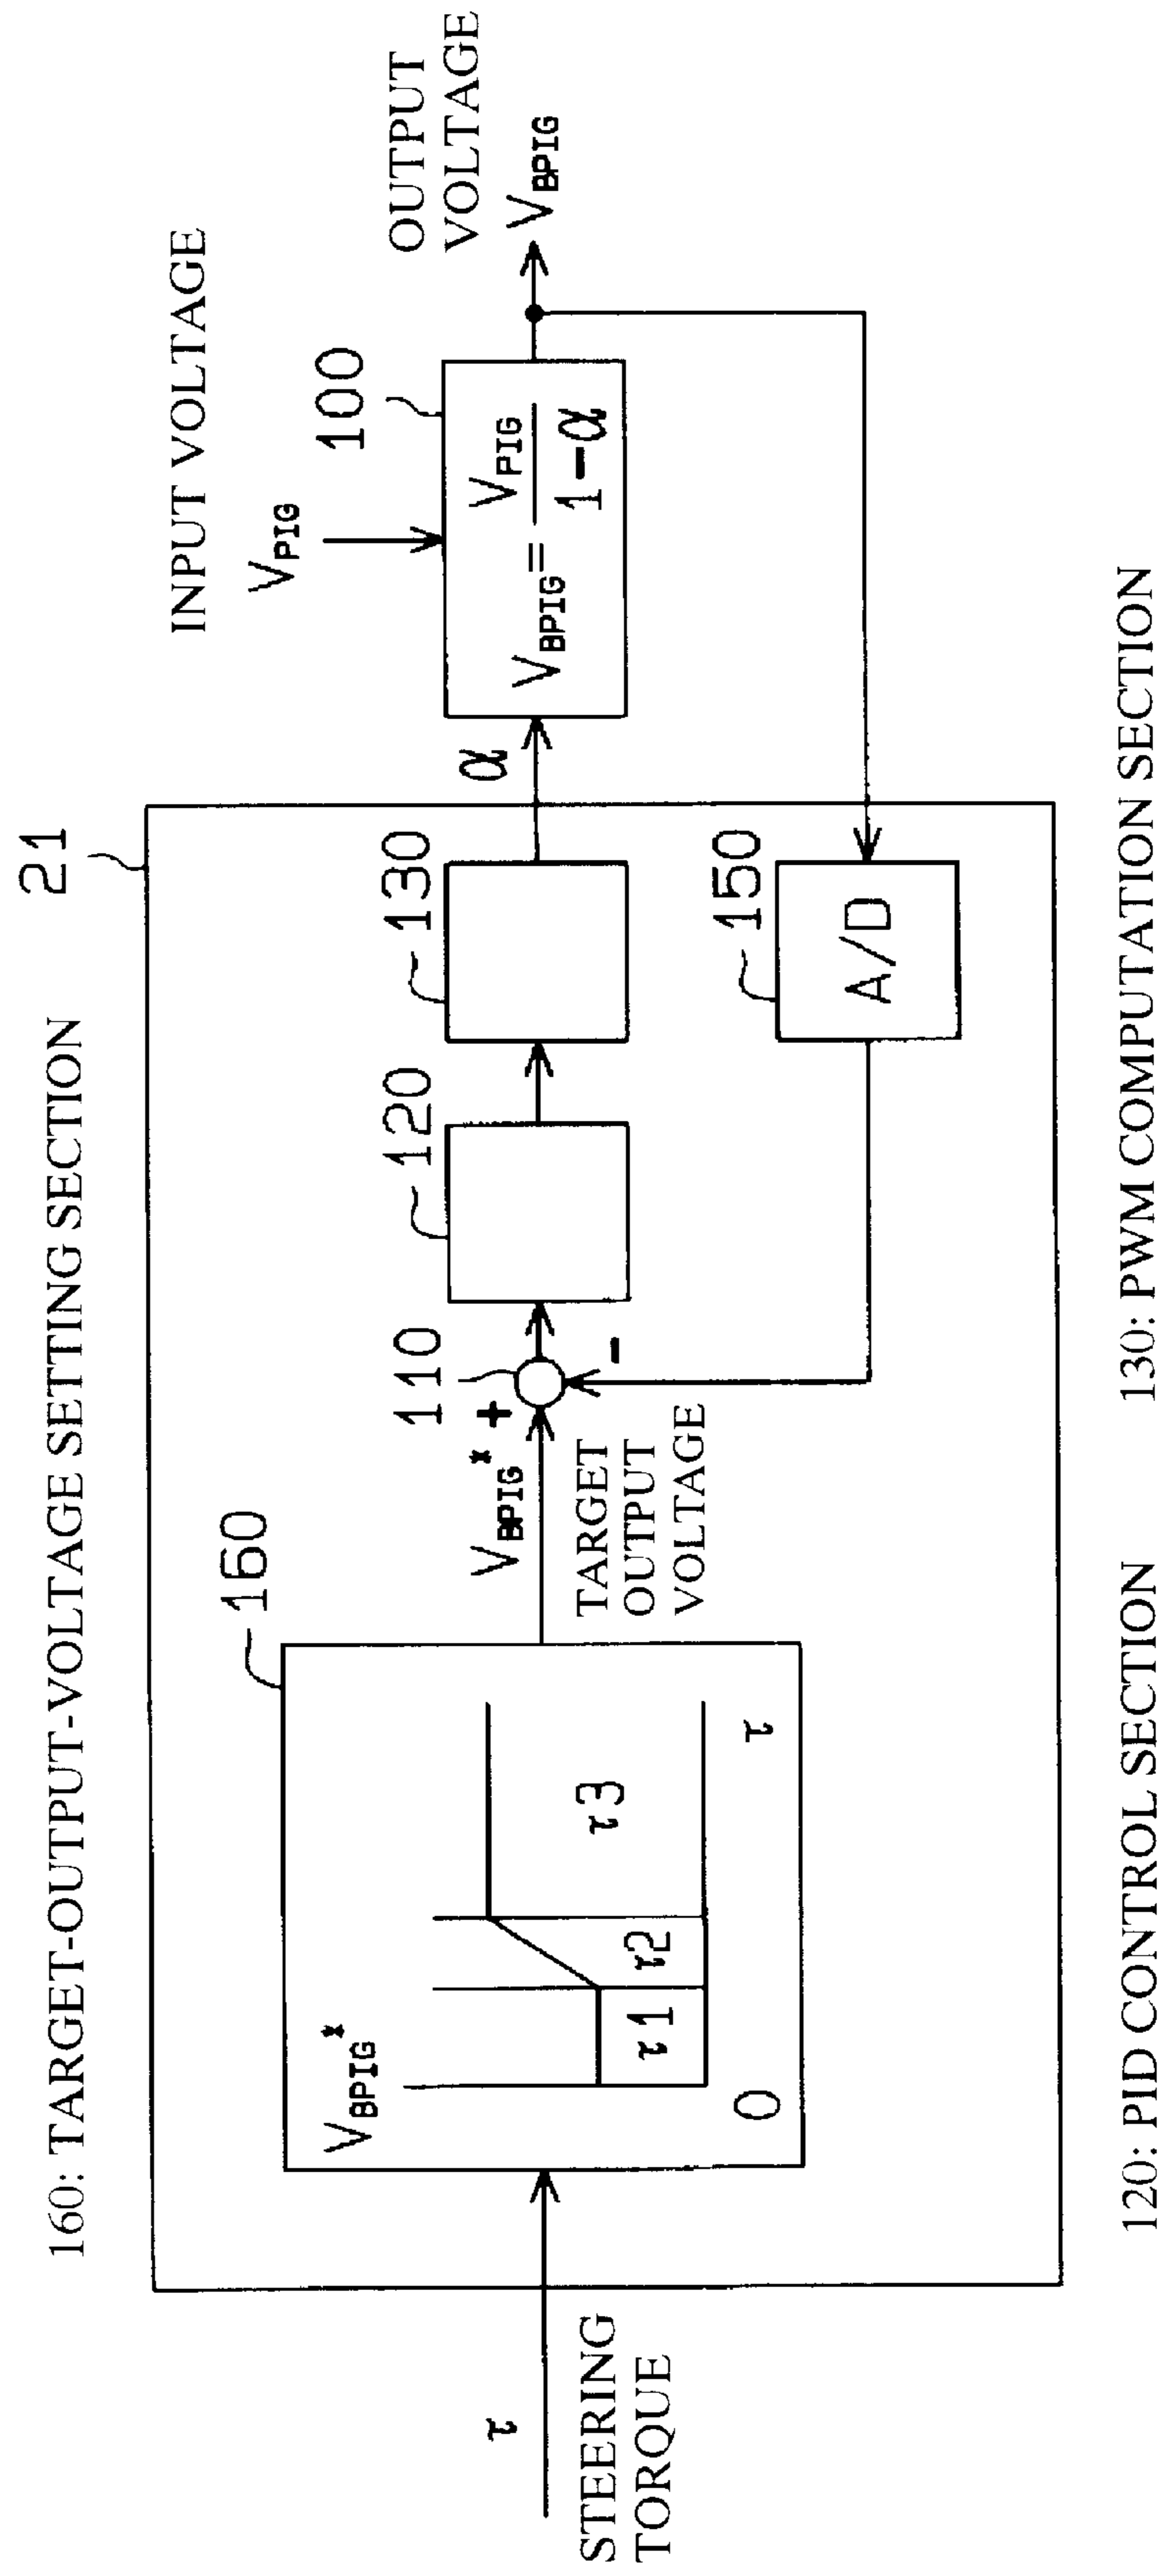 160: TARGET-OUTPUT-VOLTAGE SETTING SECTION
21
INPUT VOLTAGE
V_PIG
OUTPUT
VOLTAGE
V_BPIG
160
V_BPIG*
τ1
τ2
τ3
0
τ
τ
STEERING
TORQUE
V_BPIG*
TARGET
OUTPUT
VOLTAGE
+
-
110
120
130
α
100
V_BPIG = V_PIG / 1-α
150
A/D
120: PID CONTROL SECTION
130: PWM COMPUTATION SECTION